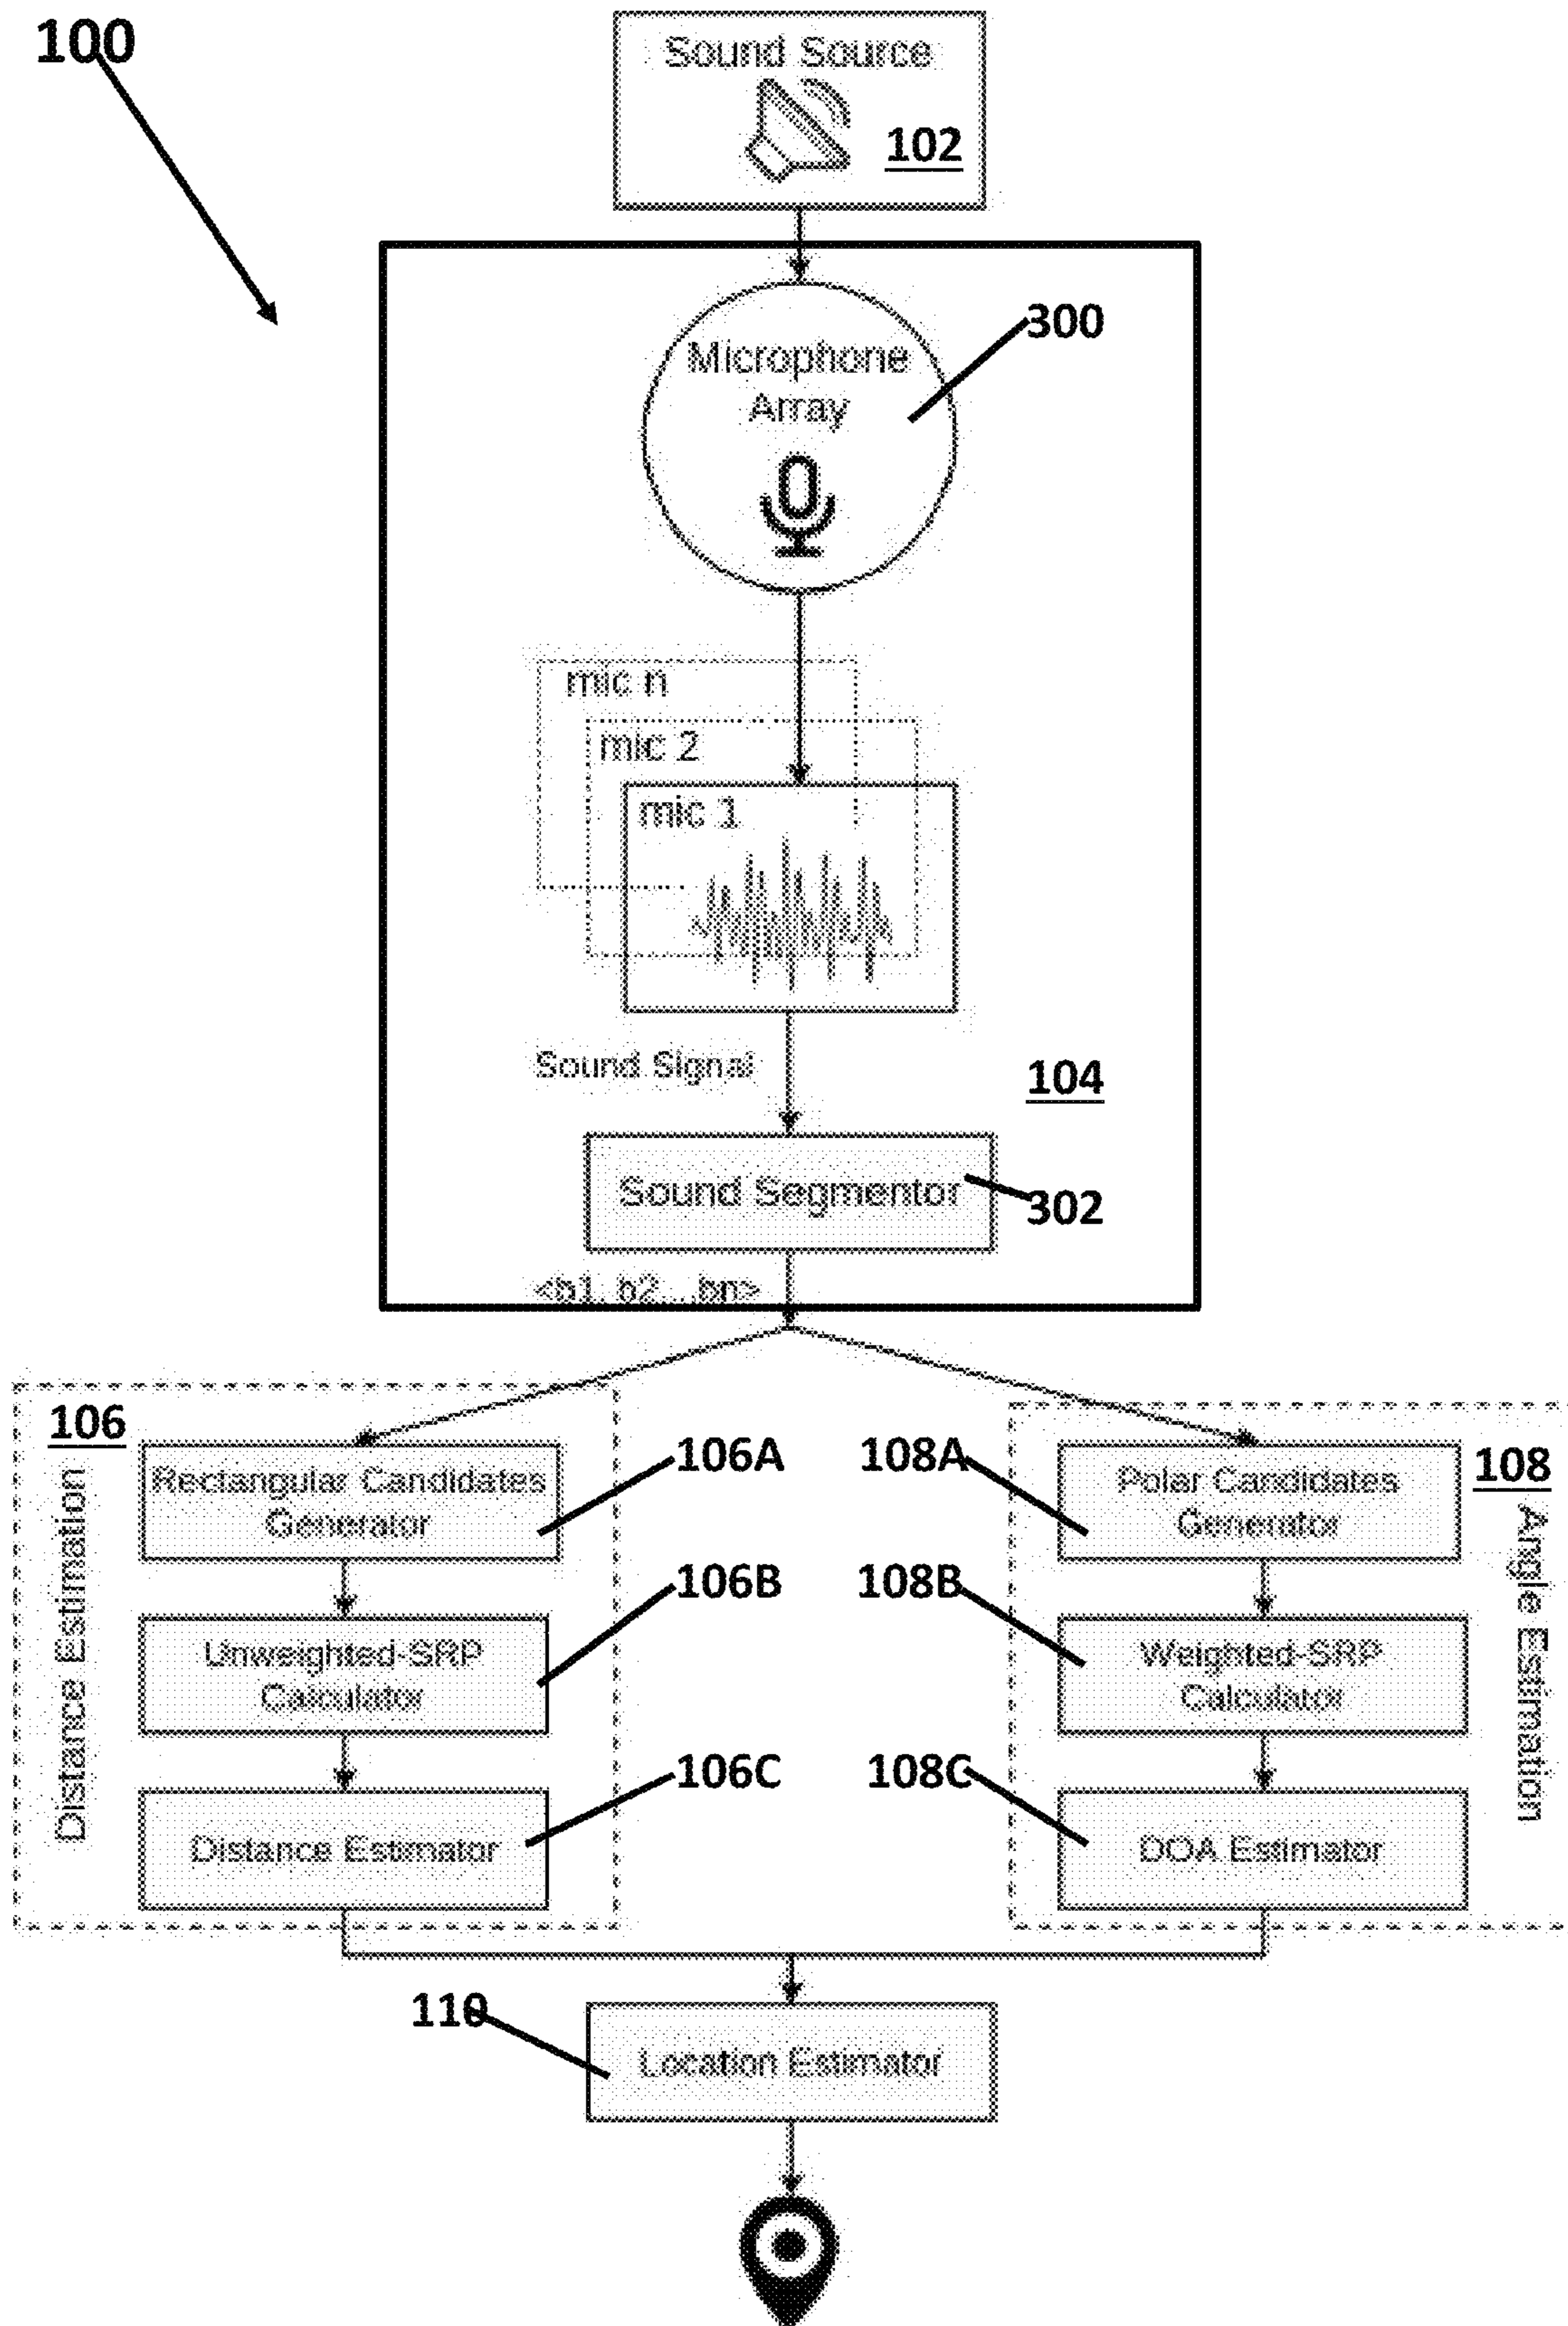 100
Sound Source
102
300
Microphone
Array
mic n
mic 2
mic 1
Sound Signal
104
Sound Segmentor
302
<b1, b2....bn>
106
Distance Estimation
Rectangular Candidates
Generator
106A
Unweighted-SRP
Calculator
106B
Distance Estimator
106C
108A
Polar Candidates
Generator
108
Angle Estimation
108B
Weighted-SRP
Calculator
108C
DOA Estimator
110
Location Estimator